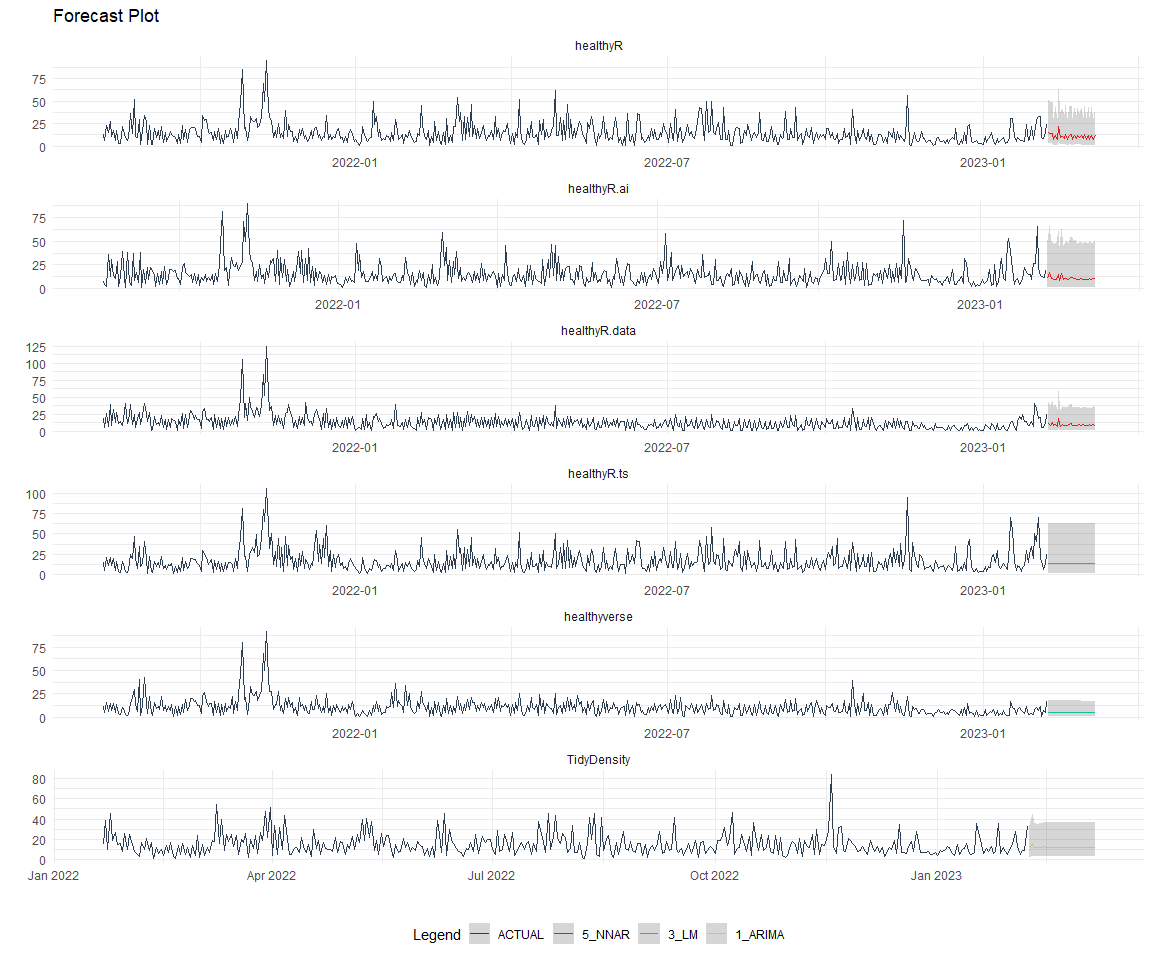 Forecast Plot
healthyR
75
50
25
0
2022-01 2022-07 2023-01
healthyR.ai
75
50
25
0
2022-01 2022-07 2023-01
healthyR.data
125
100
75
50
25
0
2022-01 2022-07 2023-01
healthyR.ts
100
75
50
25
0
2022-01 2022-07 2023-01
healthyverse
75
50
25
0
2022-01 2022-07 2023-01
TidyDensity
80
60
40
20
0
Jan 2022 Apr 2022 Jul 2022 Oct 2022 Jan 2023
Legend ACTUAL 5_NNAR 3_LM 1_ARIMA